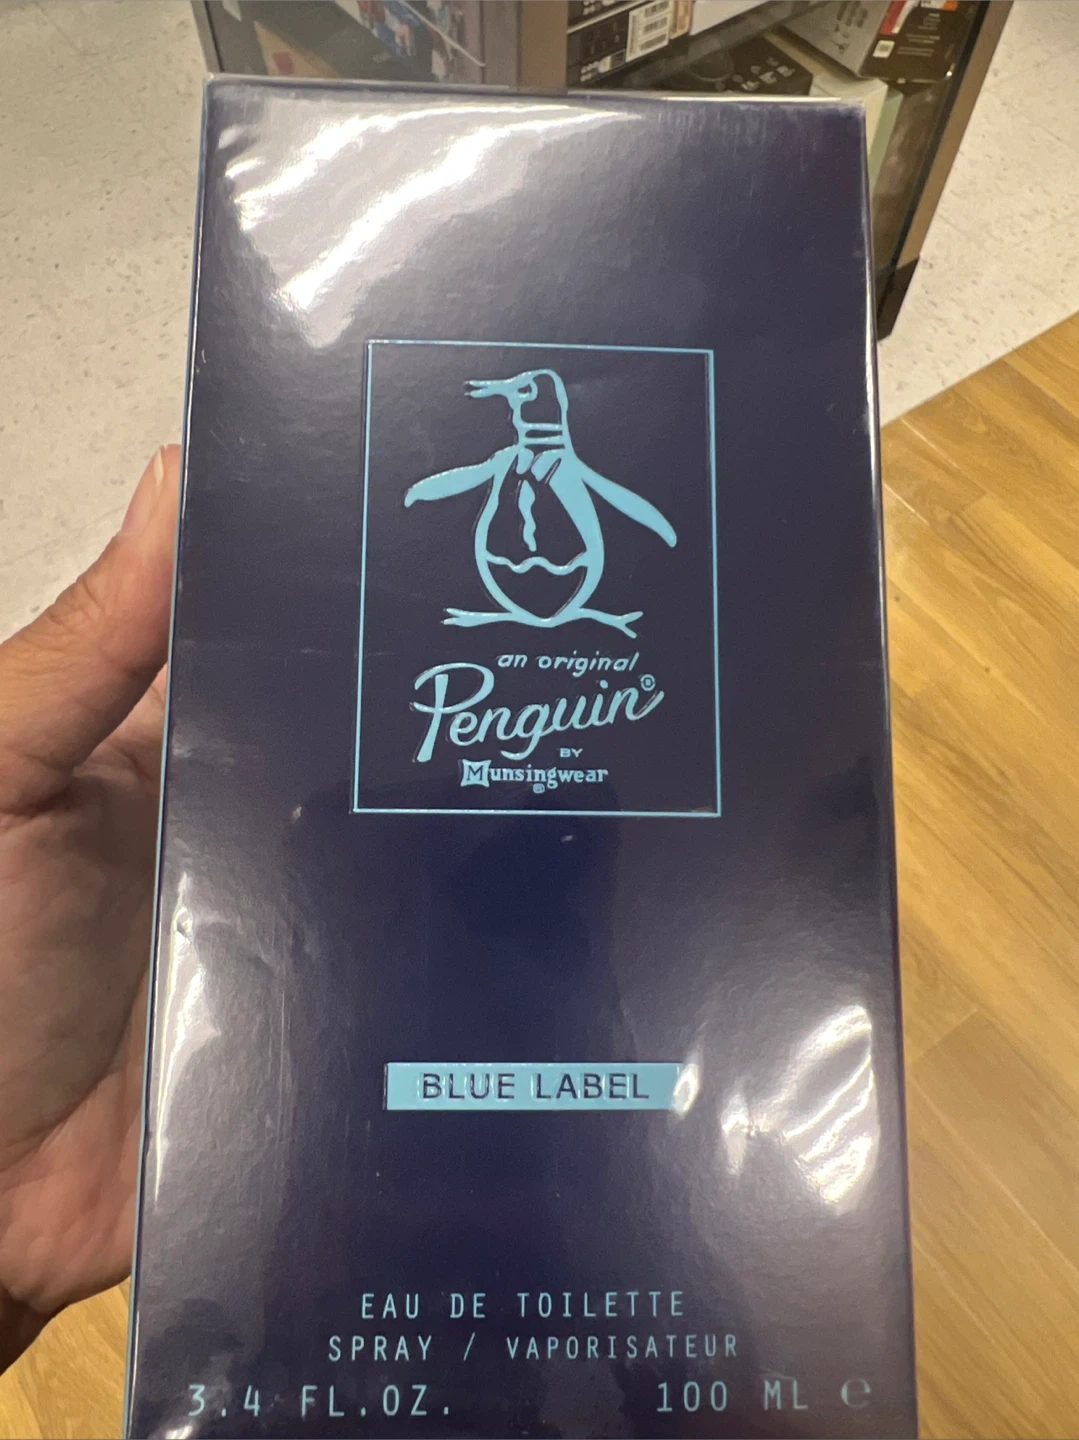 an original
Penguin®
BY
Munsingwear
®
BLUE LABEL
EAU DE TOILETTE
SPRAY / VAPORISATEUR
3.4 FL.OZ. 100 ML ℮